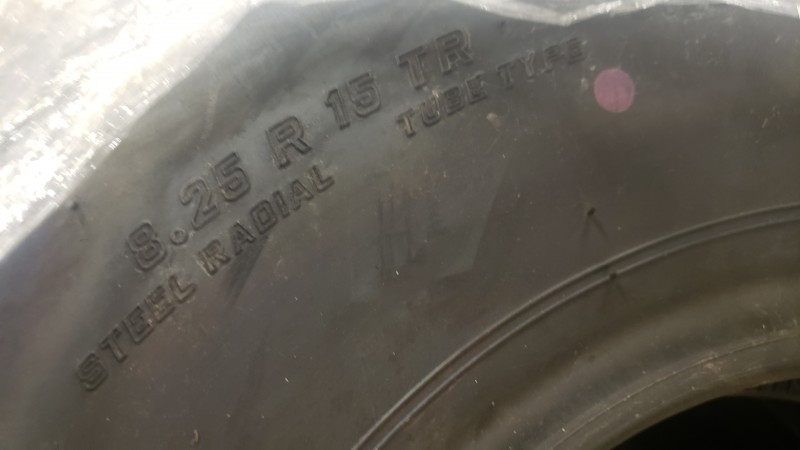 8.25 R 15 TR
TUBE TYPE
STEEL RADIAL